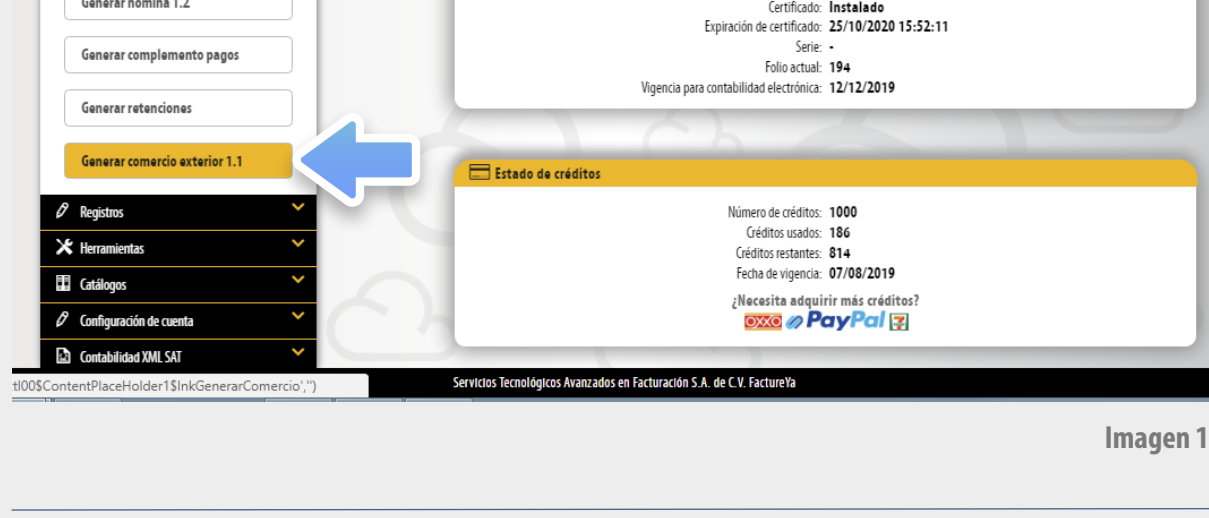 Generar nómina 1.2
Generar complemento pagos
Generar retenciones
Generar comercio exterior 1.1
Registros
Herramientas
Catálogos
Configuración de cuenta
Contabilidad XML SAT
Certificado: Instalado
Expiración de certificado: 25/10/2020 15:52:11
Serie: -
Folio actual: 194
Vigencia para contabilidad electrónica: 12/12/2019
Estado de créditos
Número de créditos: 1000
Créditos usados: 186
Créditos restantes: 814
Fecha de vigencia: 07/08/2019
¿Necesita adquirir más créditos?
OXXO PayPal 7
tl00$ContentPlaceHolder1$lnkGenerarComercio','')
Servicios Tecnológicos Avanzados en Facturación S.A. de C.V. FactureYa
Imagen 1